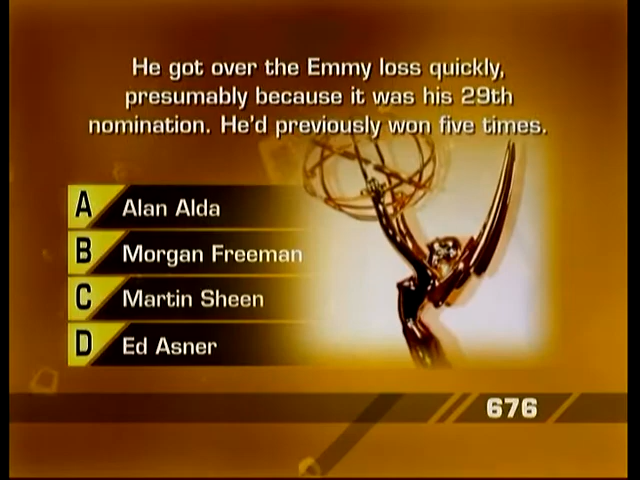 He got over the Emmy loss quickly,
presumably because it was his 29th
nomination. He'd previously won five times.
A Alan Alda
B Morgan Freeman
C Martin Sheen
D Ed Asner
676